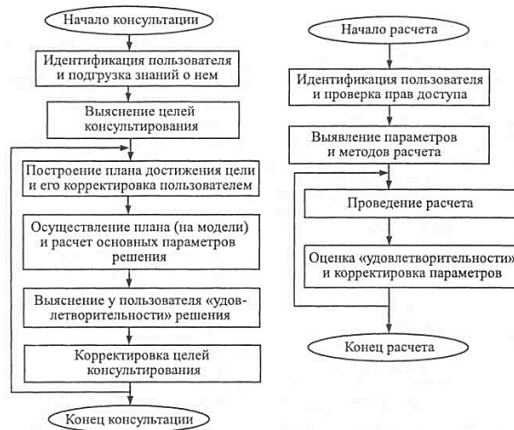 Начало консультации
Идентификация пользователя
и подгрузка знаний о нем
Выяснение целей
консультирования
Построение плана достижения цели
и его корректировка пользователем
Осуществление плана (на модели)
и расчет основных параметров
решения
Выяснение у пользователя «удов-
летворительности» решения
Корректировка целей
консультирования
Конец консультации
Начало расчета
Идентификация пользователя
и проверка прав доступа
Выявление параметров
и методов расчета
Проведение расчета
Оценка «удовлетворительности»
и корректировка параметров
Конец расчета